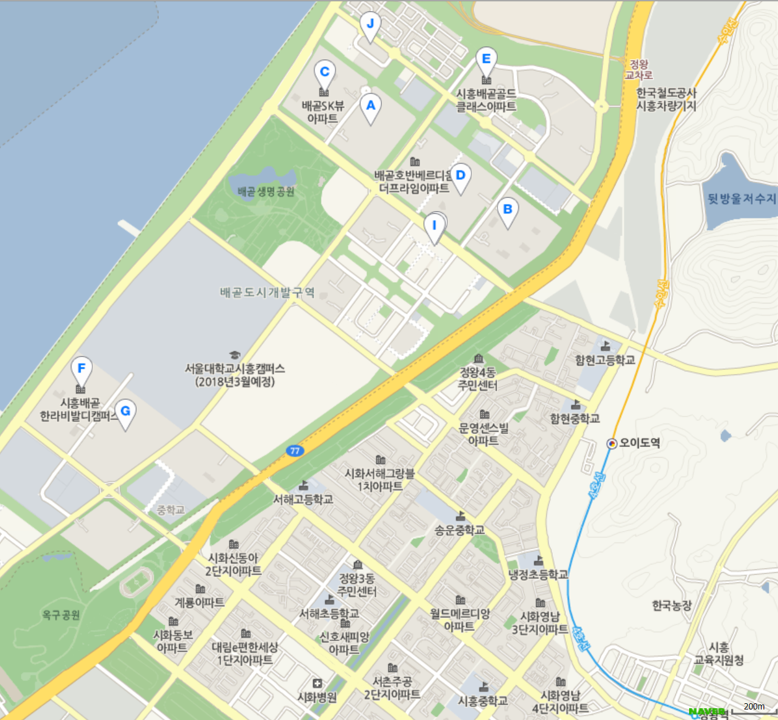 J
정왕
교차로
E
C
시흥배곧골드
클래스아파트
한국철도공사
시흥차량기지
배곧SK뷰
아파트
A
배곧호반베르디움
더프라임아파트
D
배곧생명공원
뒷방울저수지
B
I
수인선
수인선
배곧도시개발구역
서울대학교시흥캠퍼스
(2018년3월예정)
정왕4동
주민센터
함현고등학교
F
시흥배곧
한라비발디캠퍼스
G
함현중학교
문영센스빌
아파트
오이도역
77
시화서해그랑블
1차아파트
4호선
서해고등학교
중학교
송운중학교
시화신동아
2단지아파트
정왕3동
주민센터
냉정초등학교
계룡아파트
옥구공원
서해초등학교
월드메르디앙
아파트
시화영남
3단지아파트
한국농장
시화동보
아파트
신호새피앙
아파트
4호선
대림e편한세상
1단지아파트
시흥
교육지원청
서촌주공
2단지아파트
시화병원
시흥중학교
시화영남
4단지아파트
NAVER
200m